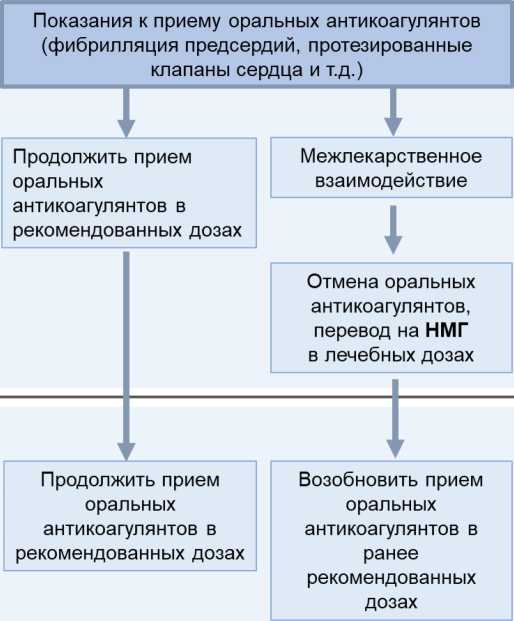 Показания к приему оральных антикоагулянтов
(фибрилляция предсердий, протезированные
клапаны сердца и т.д.)
Продолжить прием
оральных
антикоагулянтов в
рекомендованных дозах
Межлекарственное
взаимодействие
Отмена оральных
антикоагулянтов,
перевод на НМГ
в лечебных дозах
Продолжить прием
оральных
антикоагулянтов в
рекомендованных дозах
Возобновить прием
оральных
антикоагулянтов в
ранее
рекомендованных
дозах